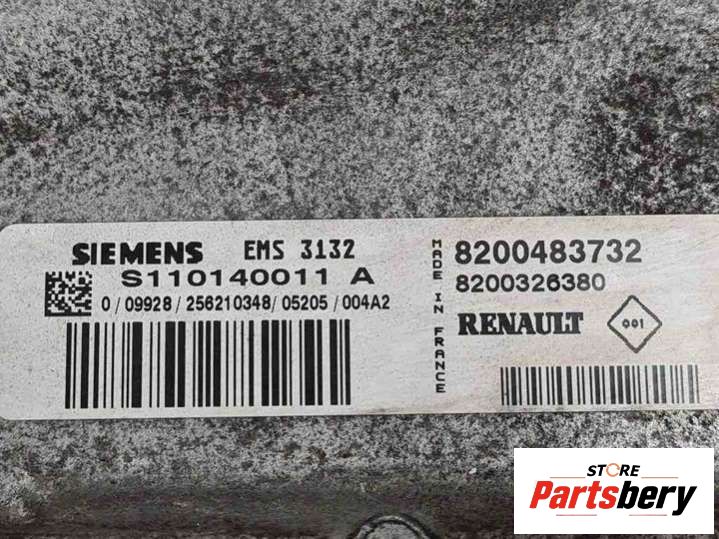 SIEMENS EMS 3132
S110140011 A
0 / 09928 / 256210348 / 05205 / 004A2
MADE IN FRANCE
8200483732
8200326380
RENAULT 001
STORE
Partsbery